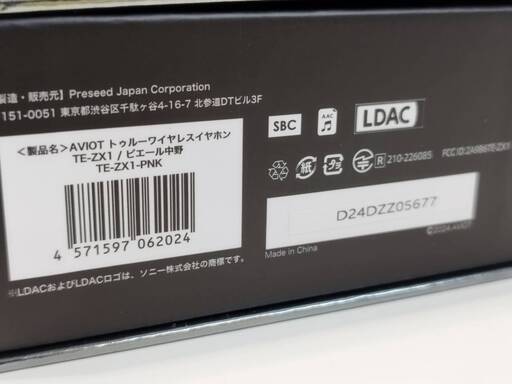 製造・販売元】Preseed Japan Corporation
151-0051 東京都渋谷区千駄ヶ谷4-16-7 北参道DTビル3F
<製品名>AVIOT トゥルーワイヤレスイヤホン
TE-ZX1 / ピエール中野
TE-ZX1-PNK
4 571597 062024
※LDACおよびLDACロゴは、ソニー株式会社の商標です。
SBC
AAC
LDAC
紙
R 210-226085
FCC ID:2A9B6TE-ZX1
D24DZZ05677
Made in China
©2024 AVIOT